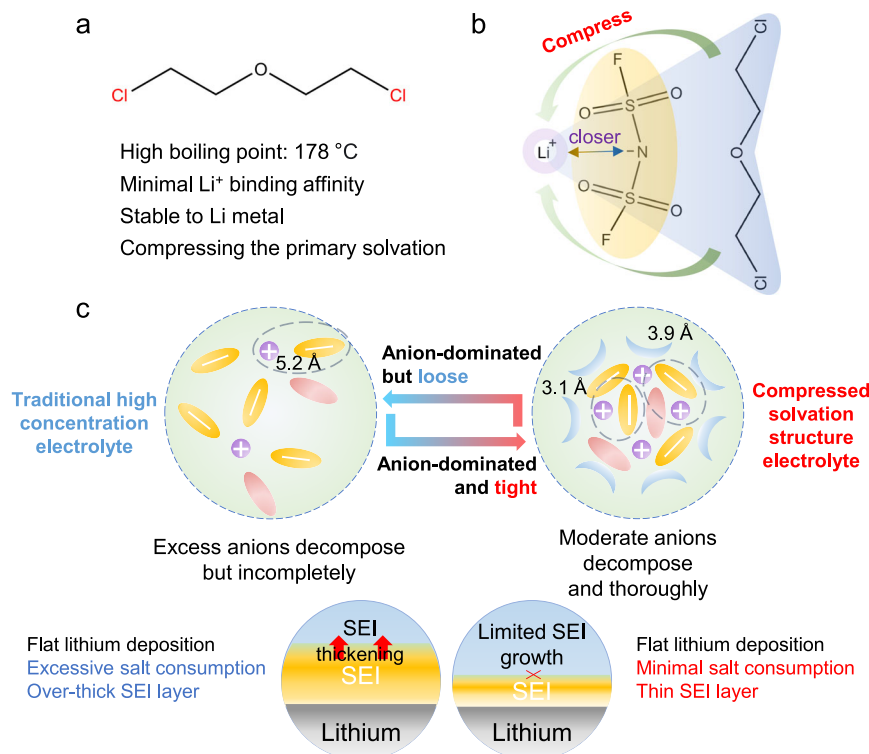 a
O
Cl
Cl
High boiling point: 178 °C
Minimal Li⁺ binding affinity
Stable to Li metal
Compressing the primary solvation
b
Compress
Cl
F
O
S
O
closer
Li⁺
N
O
O
S
O
F
Cl
c
5.2 Å
Traditional high
concentration
electrolyte
Anion-dominated
but loose
Anion-dominated
and tight
3.9 Å
3.1 Å
Compressed
solvation
structure
electrolyte
Excess anions decompose
but incompletely
Moderate anions
decompose
and thoroughly
Flat lithium deposition
Excessive salt consumption
Over-thick SEI layer
SEI
thickening
SEI
Lithium
Limited SEI
growth
SEI
Lithium
Flat lithium deposition
Minimal salt consumption
Thin SEI layer